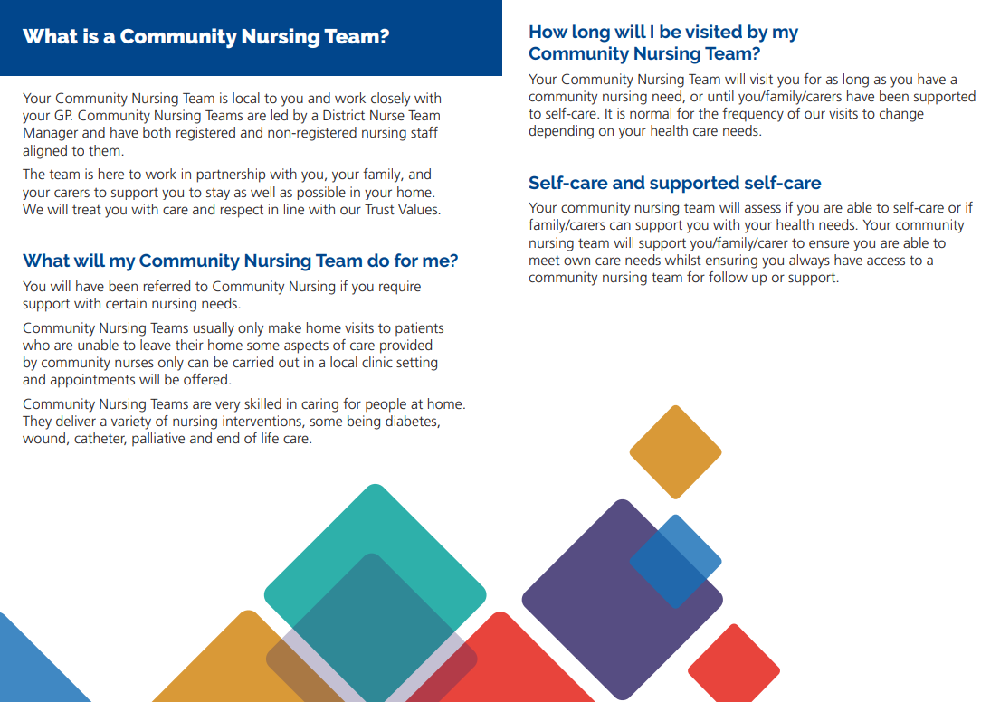 What is a Community Nursing Team?
Your Community Nursing Team is local to you and work closely with
your GP. Community Nursing Teams are led by a District Nurse Team
Manager and have both registered and non-registered nursing staff
aligned to them.
The team is here to work in partnership with you, your family, and
your carers to support you to stay as well as possible in your home.
We will treat you with care and respect in line with our Trust Values.
What will my Community Nursing Team do for me?
You will have been referred to Community Nursing if you require
support with certain nursing needs.
Community Nursing Teams usually only make home visits to patients
who are unable to leave their home some aspects of care provided
by community nurses only can be carried out in a local clinic setting
and appointments will be offered.
Community Nursing Teams are very skilled in caring for people at home.
They deliver a variety of nursing interventions, some being diabetes,
wound, catheter, palliative and end of life care.
How long will I be visited by my
Community Nursing Team?
Your Community Nursing Team will visit you for as long as you have a
community nursing need, or until you/family/carers have been supported
to self-care. It is normal for the frequency of our visits to change
depending on your health care needs.
Self-care and supported self-care
Your community nursing team will assess if you are able to self-care or if
family/carers can support you with your health needs. Your community
nursing team will support you/family/carer to ensure you are able to
meet own care needs whilst ensuring you always have access to a
community nursing team for follow up or support.